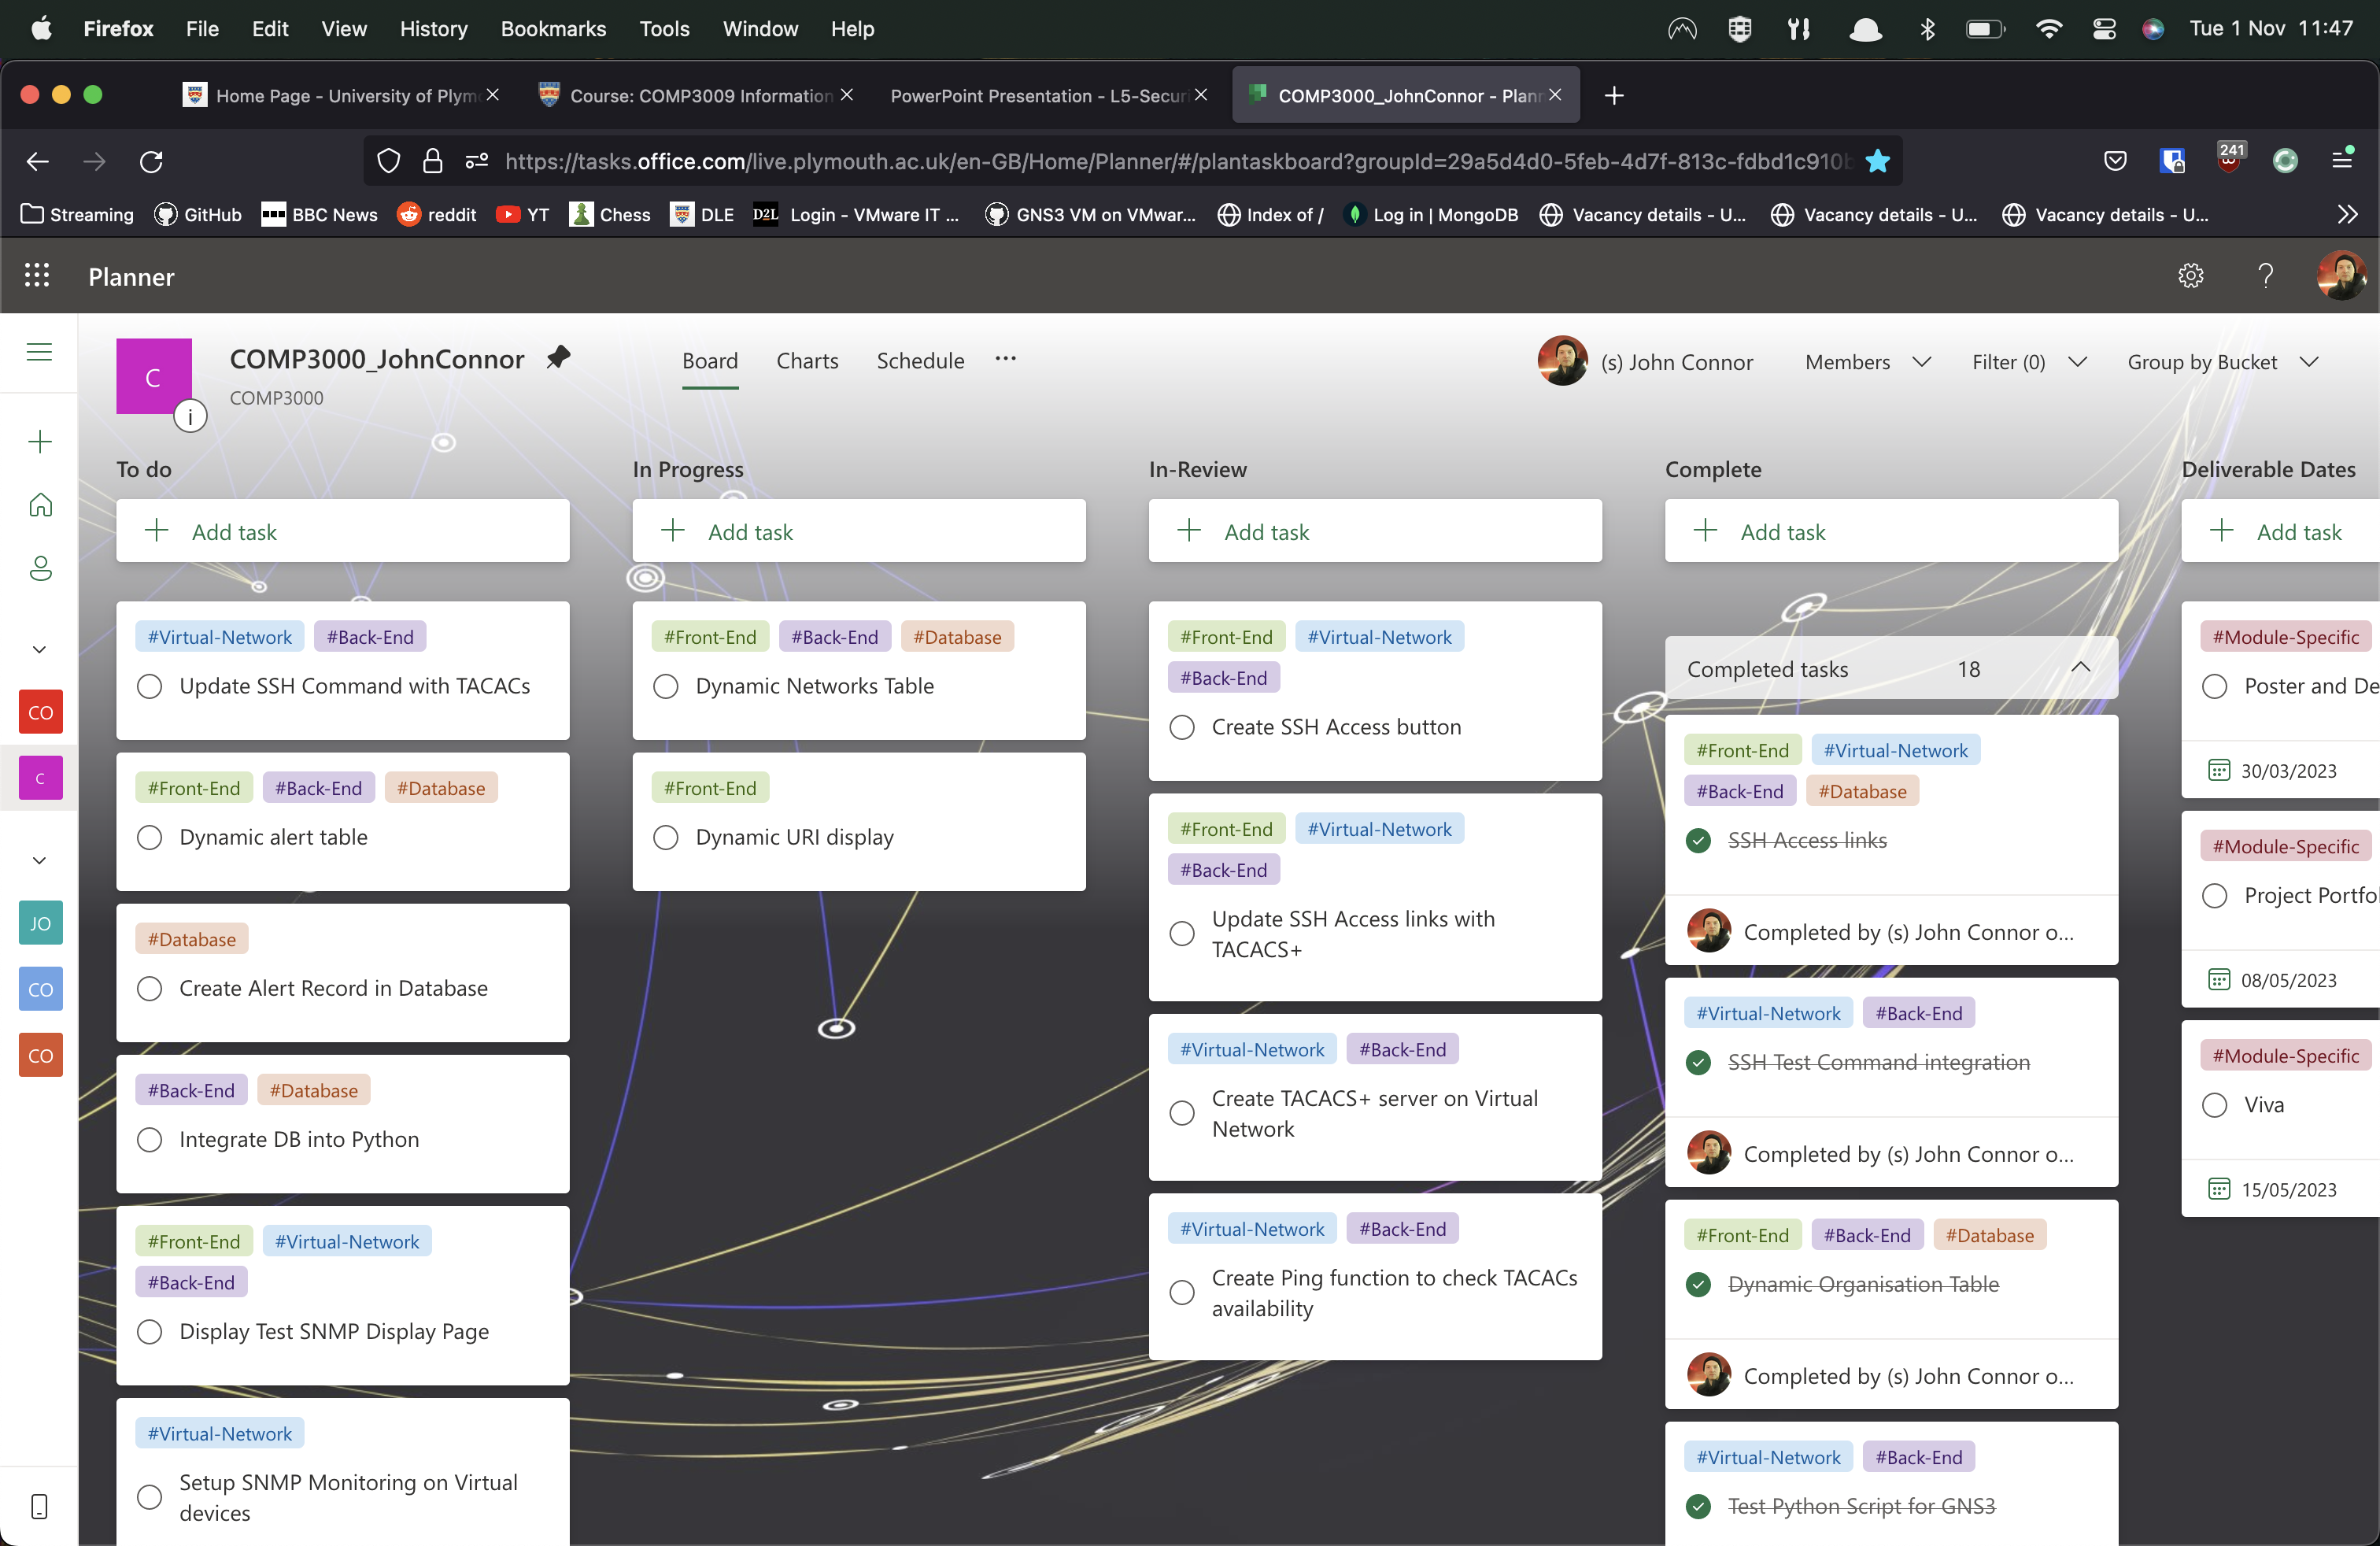 Firefox File Edit View History Bookmarks Tools Window Help Tue 1 Nov 11:47
Home Page - University of Plym
Course: COMP3009 Information
PowerPoint Presentation - L5-Securi
COMP3000_JohnConnor - Plann
https://tasks.office.com/live.plymouth.ac.uk/en-GB/Home/Planner/#/plantaskboard?groupId=29a5d4d0-5feb-4d7f-813c-fdbd1c910b
241
Streaming GitHub BBC News reddit YT Chess DLE D2L Login - VMware IT ... GNS3 VM on VMwar... Index of / Log in | MongoDB Vacancy details - U... Vacancy details - U... Vacancy details - U...
Planner
C
COMP3000_JohnConnor
COMP3000
i
Board Charts Schedule ...
(s) John Connor Members Filter (0) Group by Bucket
CO
C
JO
CO
CO
To do
Add task
#Virtual-Network #Back-End
Update SSH Command with TACACs
#Front-End #Back-End #Database
Dynamic alert table
#Database
Create Alert Record in Database
#Back-End #Database
Integrate DB into Python
#Front-End #Virtual-Network
#Back-End
Display Test SNMP Display Page
#Virtual-Network
Setup SNMP Monitoring on Virtual
devices
In Progress
Add task
#Front-End #Back-End #Database
Dynamic Networks Table
#Front-End
Dynamic URI display
In-Review
Add task
#Front-End #Virtual-Network
#Back-End
Create SSH Access button
#Front-End #Virtual-Network
#Back-End
Update SSH Access links with
TACACS+
#Virtual-Network #Back-End
Create TACACS+ server on Virtual
Network
#Virtual-Network #Back-End
Create Ping function to check TACACs
availability
Complete
Add task
Completed tasks 18
#Front-End #Virtual-Network
#Back-End #Database
SSH Access links
Completed by (s) John Connor o...
#Virtual-Network #Back-End
SSH Test Command integration
Completed by (s) John Connor o...
#Front-End #Back-End #Database
Dynamic Organisation Table
Completed by (s) John Connor o...
#Virtual-Network #Back-End
Test Python Script for GNS3
Deliverable Dates
Add task
#Module-Specific
Poster and De
30/03/2023
#Module-Specific
Project Portfo
08/05/2023
#Module-Specific
Viva
15/05/2023